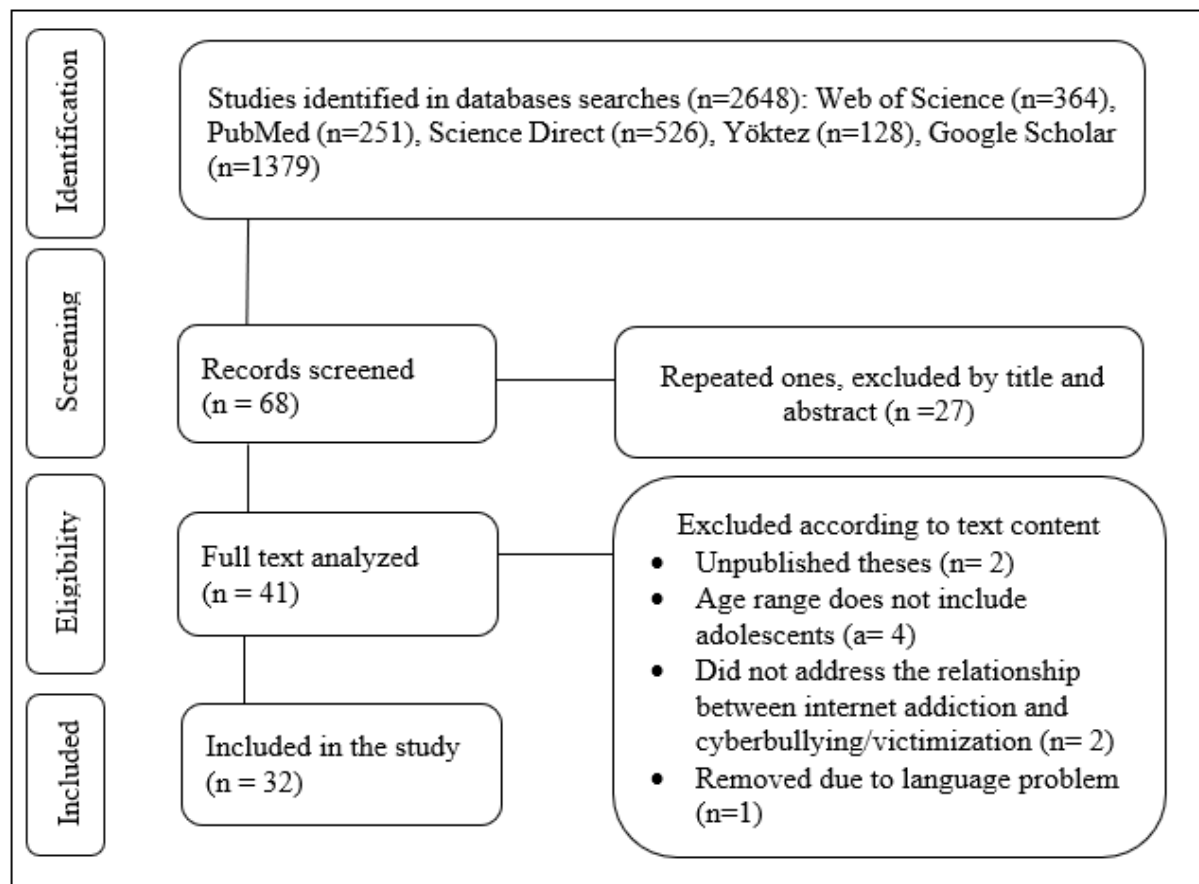 Identification
Studies identified in databases searches (n=2648): Web of Science (n=364),
PubMed (n=251), Science Direct (n=526), Yöktez (n=128), Google Scholar
(n=1379)
Screening
Records screened
(n = 68)
Repeated ones, excluded by title and
abstract (n =27)
Eligibility
Full text analyzed
(n = 41)
Excluded according to text content
• Unpublished theses (n= 2)
• Age range does not include
adolescents (a= 4)
• Did not address the relationship
between internet addiction and
cyberbullying/victimization (n= 2)
• Removed due to language problem
(n=1)
Included
Included in the study
(n = 32)